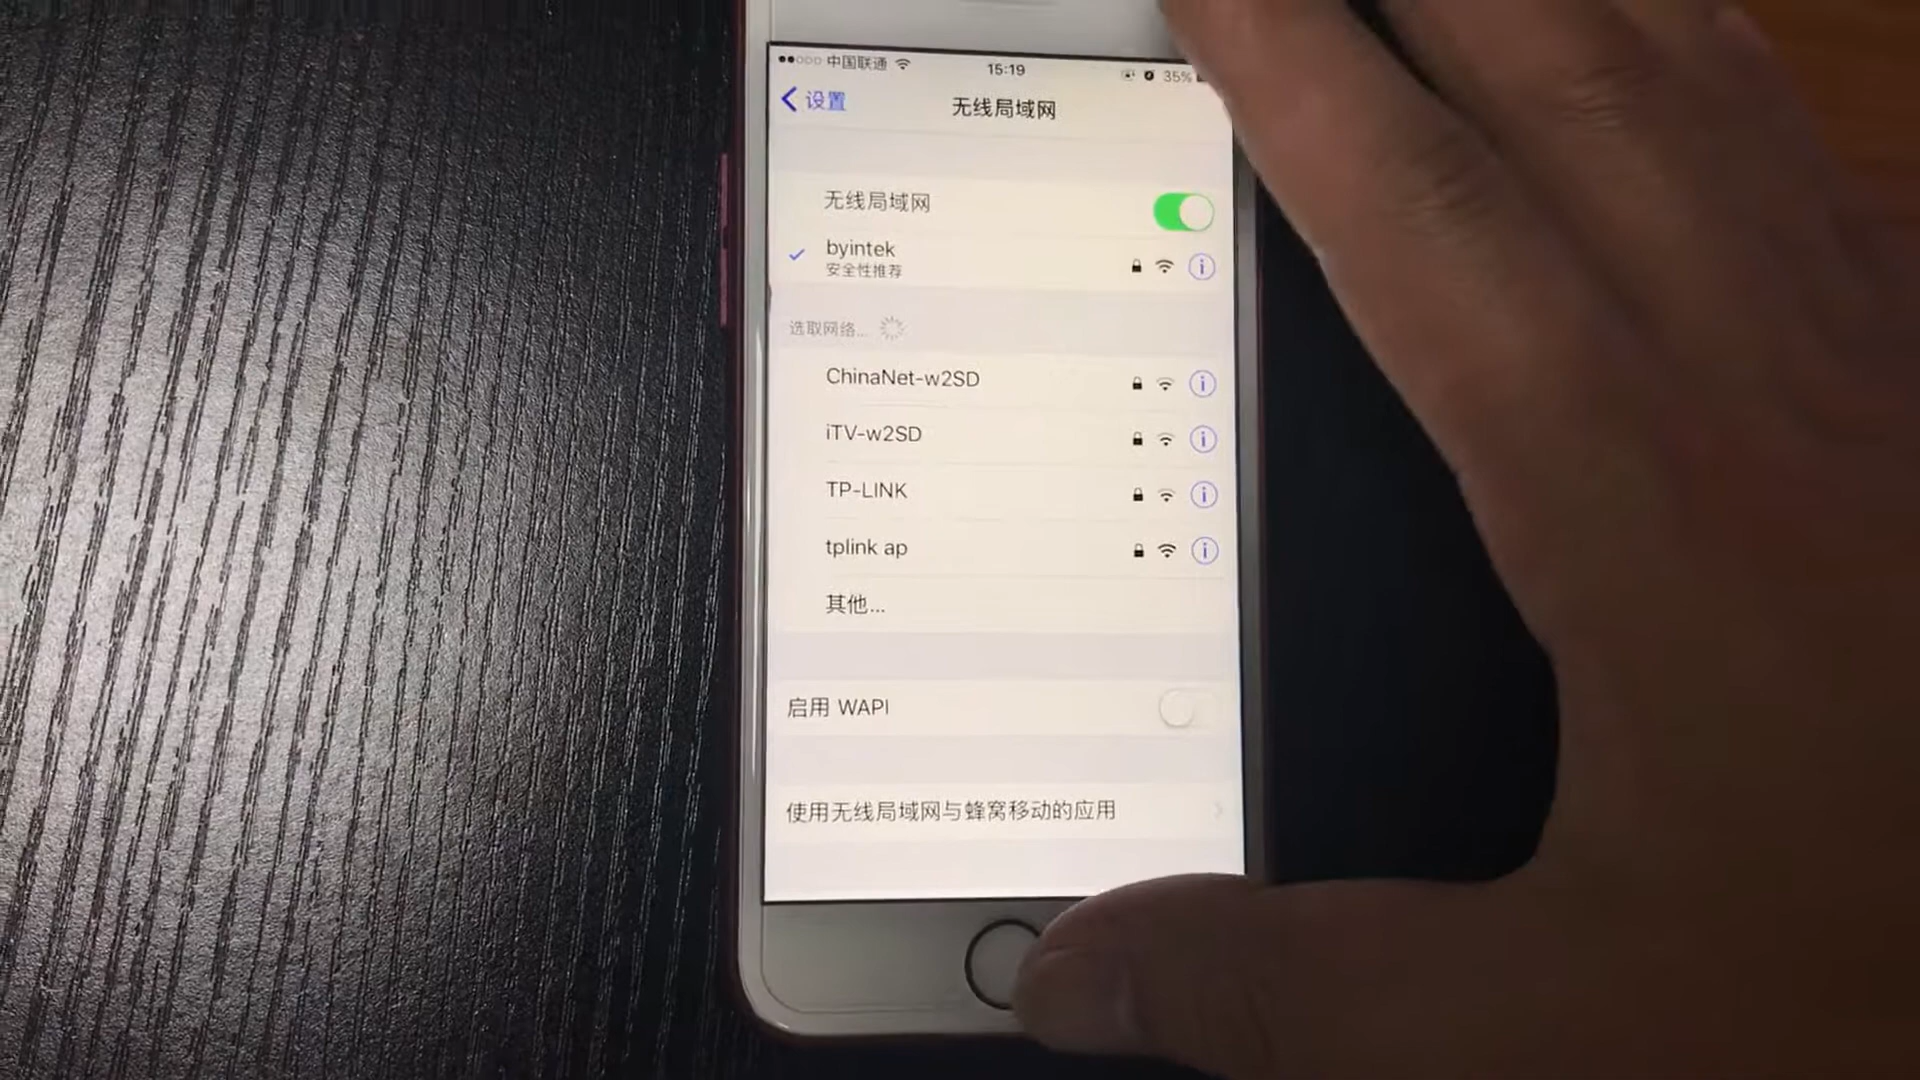 中国联通 15:19 35%
设置 无线局域网
无线局域网
byintek
安全性推荐
选取网络...
ChinaNet-w2SD
iTV-w2SD
TP-LINK
tplink ap
其他...
启用 WAPI
使用无线局域网与蜂窝移动的应用